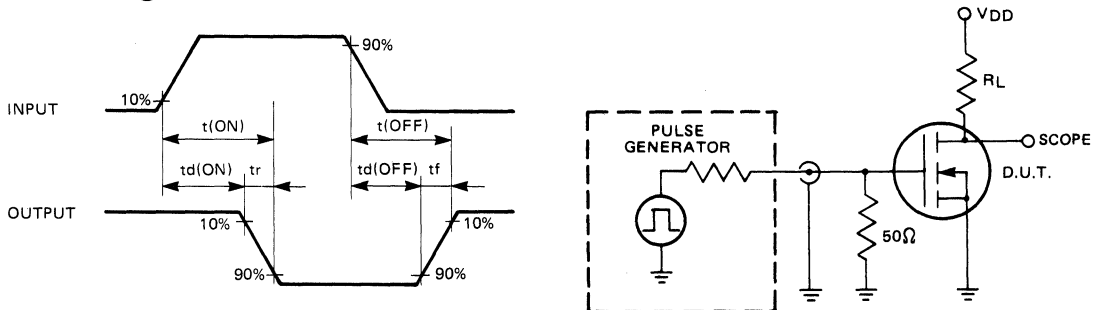 INPUT
10%
90%
t(ON)
t(OFF)
td(ON)
tr
td(OFF)
tf
OUTPUT
10%
90%
10%
90%
VDD
RL
PULSE
GENERATOR
SCOPE
D.U.T.
50Ω